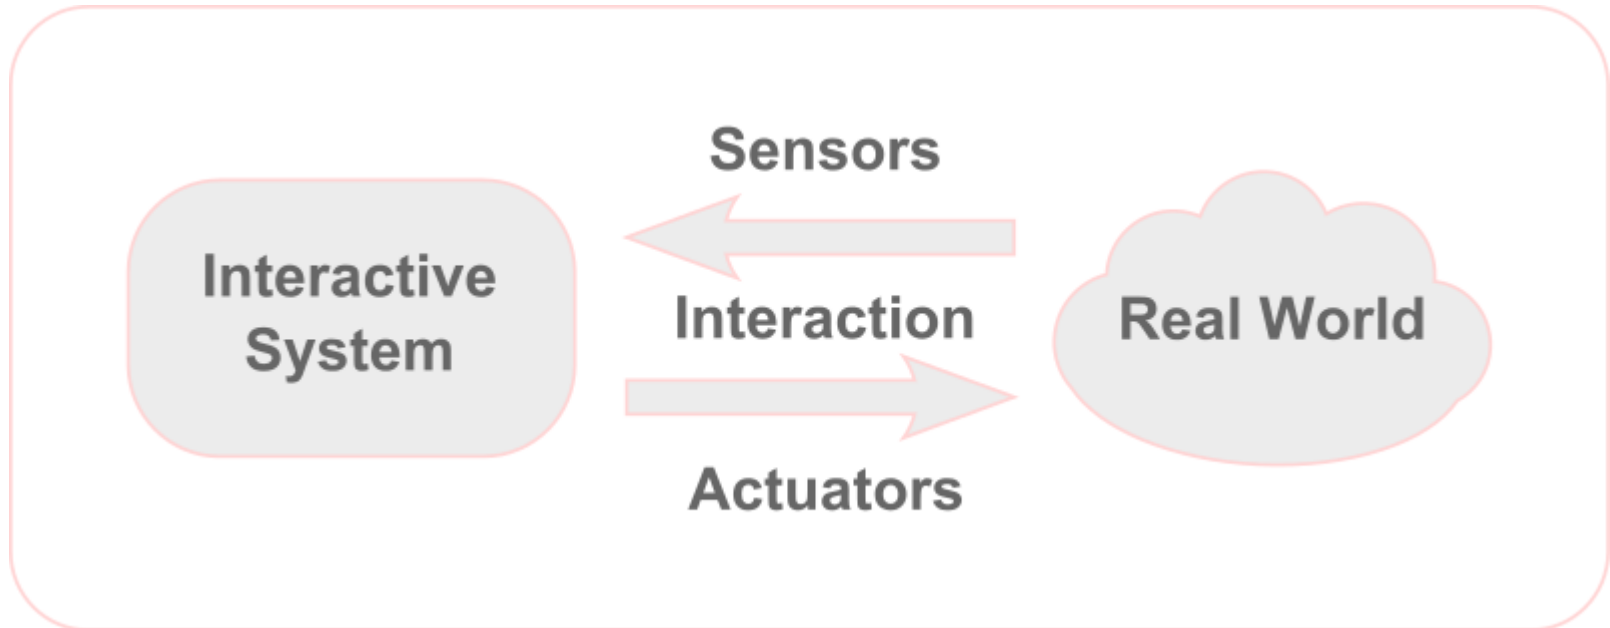 Sensors
Interactive
System
Interaction
Real World
Actuators